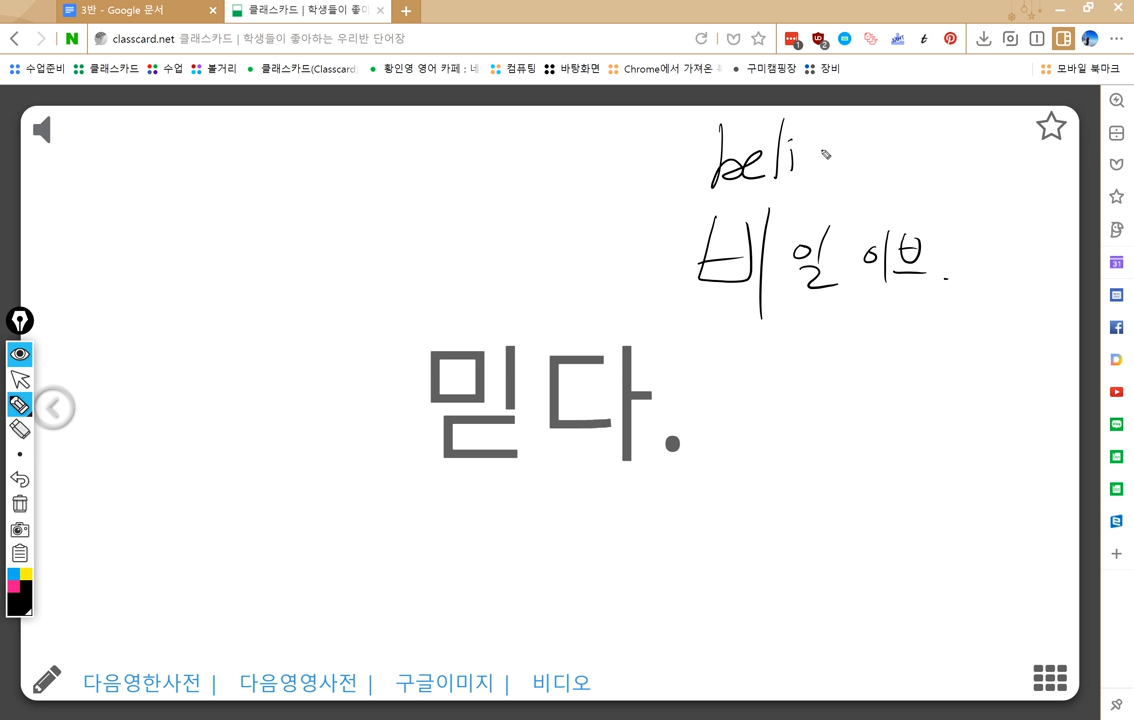 3반 - Google 문서
클래스카드 | 학생들이 좋아
classcard.net 클래스카드 | 학생들이 좋아하는 우리반 단어장
수업준비 클래스카드 수업 볼거리 클래스카드(Classcard) 황인영 영어 카페 : 네 컴퓨팅 바탕화면 Chrome에서 가져온 구미캠핑장 장비 모바일 북마크
beli
비 일 이브.
믿다.
다음영한사전 | 다음영영사전 | 구글이미지 | 비디오